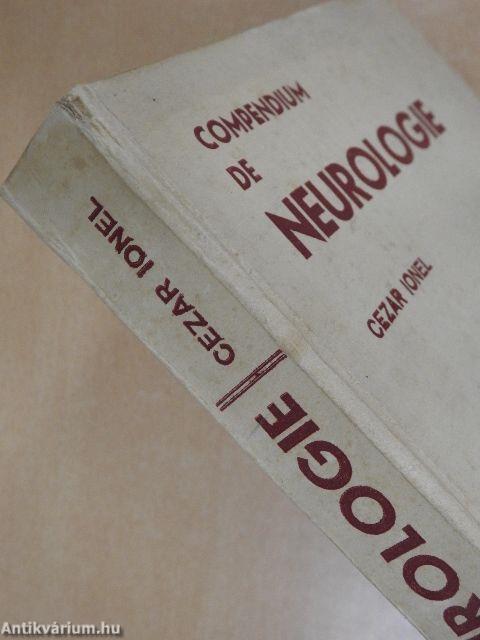 COMPENDIUM
DE
NEUROLOGIE
CEZAR IONEL
CEZAR IONEL
ROLOGIE
Antikvárium.hu